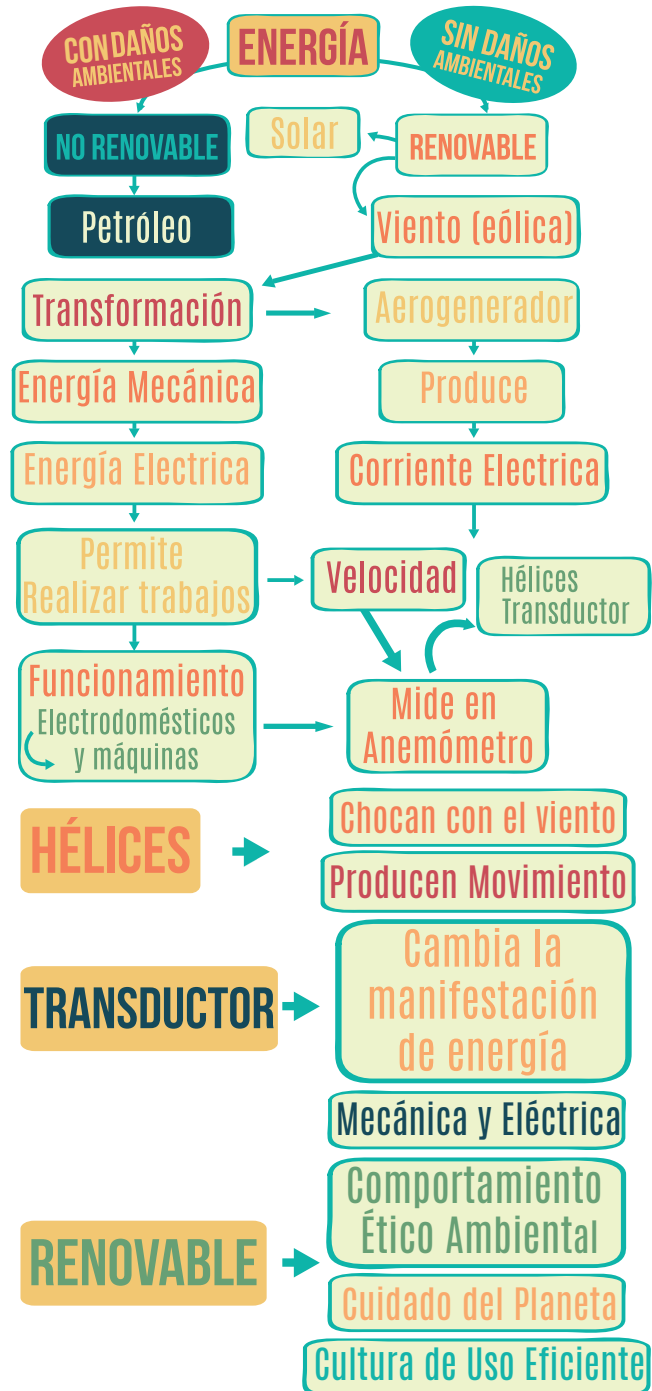 CON DAÑOS
AMBIENTALES
ENERGÍA
SIN DAÑOS
AMBIENTALES
NO RENOVABLE
Solar
RENOVABLE
Petróleo
Viento (eólica)
Transformación
Aerogenerador
Energía Mecánica
Produce
Energía Electrica
Corriente Electrica
Permite
Realizar trabajos
Velocidad
Hélices
Transductor
Funcionamiento
Electrodomésticos
y máquinas
Mide en
Anemómetro
HÉLICES
Chocan con el viento
Producen Movimiento
TRANSDUCTOR
Cambia la
manifestación
de energía
Mecánica y Eléctrica
RENOVABLE
Comportamiento
Ético Ambiental
Cuidado del Planeta
Cultura de Uso Eficiente